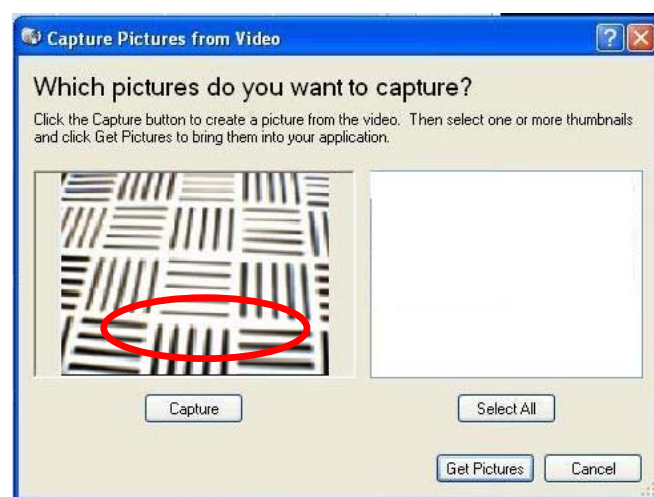 Capture Pictures from Video
Which pictures do you want to capture?
Click the Capture button to create a picture from the video. Then select one or more thumbnails
and click Get Pictures to bring them into your application.
Capture
Select All
Get Pictures
Cancel